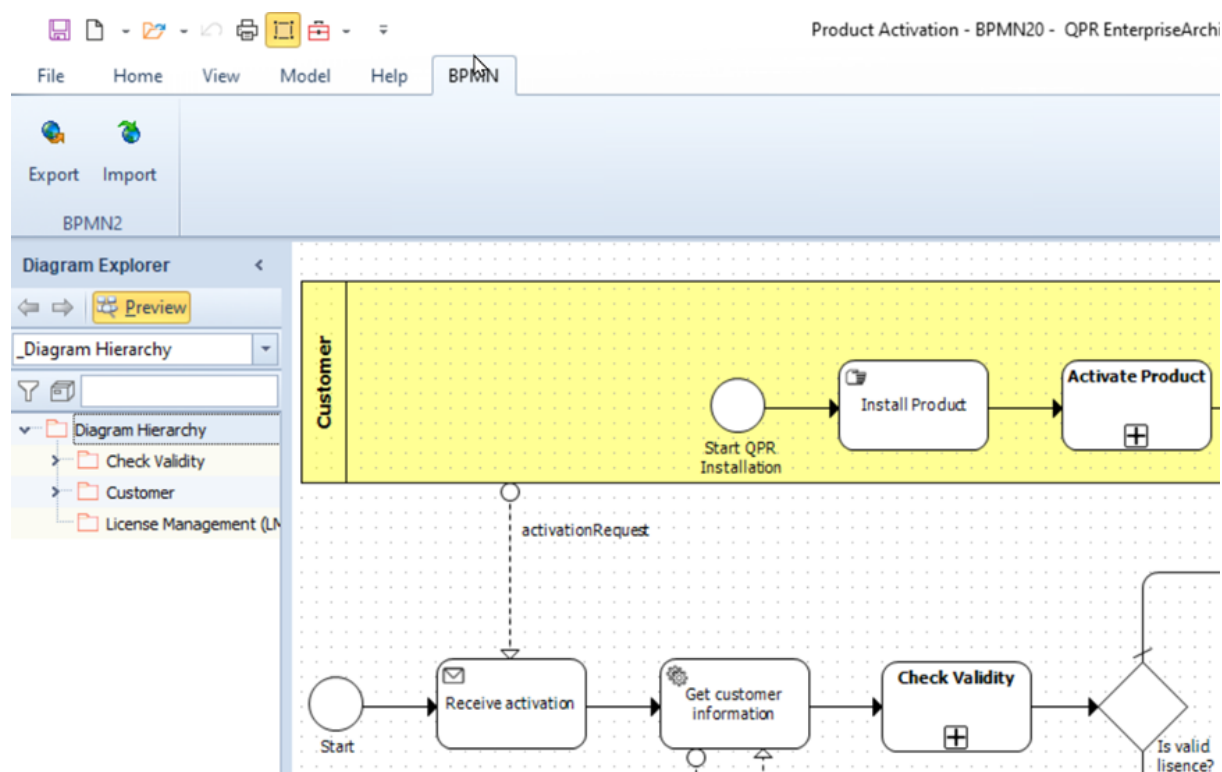 Product Activation - BPMN20 - QPR EnterpriseArchi
File Home View Model Help BPMN
Export Import
BPMN2
Diagram Explorer
Preview
_Diagram Hierarchy
Diagram Hierarchy
Check Validity
Customer
License Management (LM
Customer
Start QPR
Installation
Install Product
Activate Product
activationRequest
Start
Receive activation
Get customer
information
Check Validity
Is valid
lisence?